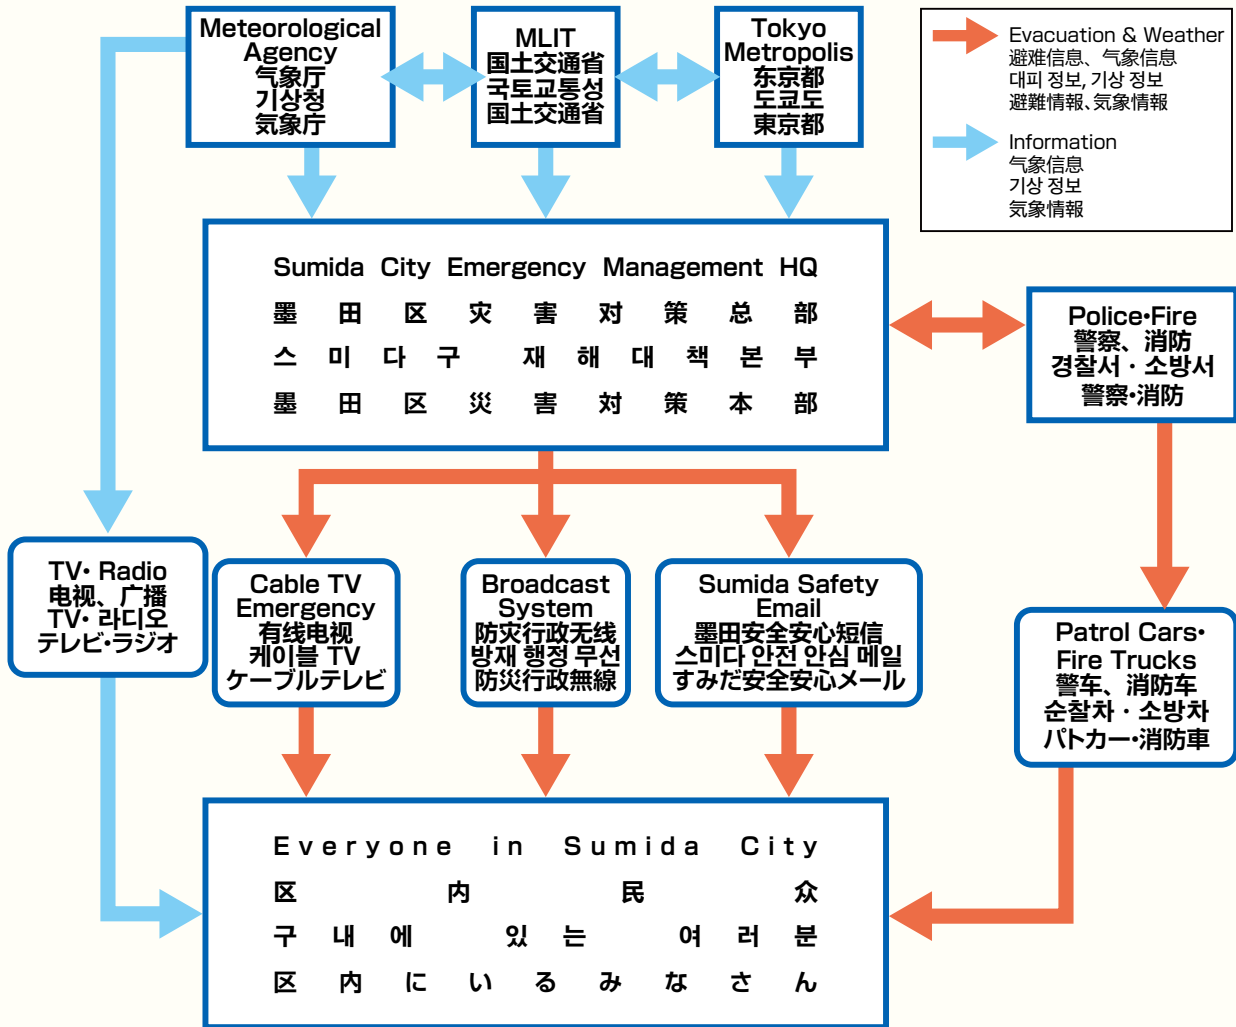 Meteorological
Agency
气象厅
기상청
気象庁
MLIT
国土交通省
국토교통성
国土交通省
Tokyo
Metropolis
东京都
도쿄도
東京都
Evacuation & Weather
避难信息、气象信息
대피 정보, 기상 정보
避難情報、気象情報
Information
气象信息
기상 정보
気象情報
Sumida City Emergency Management HQ
墨田区灾害对策总部
스미다구 재해대책본부
墨田区災害対策本部
Police•Fire
警察、消防
경찰서 · 소방서
警察・消防
TV• Radio
电视、广播
TV• 라디오
テレビ・ラジオ
Cable TV
Emergency
有线电视
케이블 TV
ケーブルテレビ
Broadcast
System
防灾行政无线
방재 행정 무선
防災行政無線
Sumida Safety
Email
墨田安全安心短信
스미다 안전 안심 메일
すみだ安全安心メール
Patrol Cars•
Fire Trucks
警车、消防车
순찰차 · 소방차
パトカー・消防車
Everyone in Sumida City
区内民众
구내에 있는 여러분
区内にいるみなさん